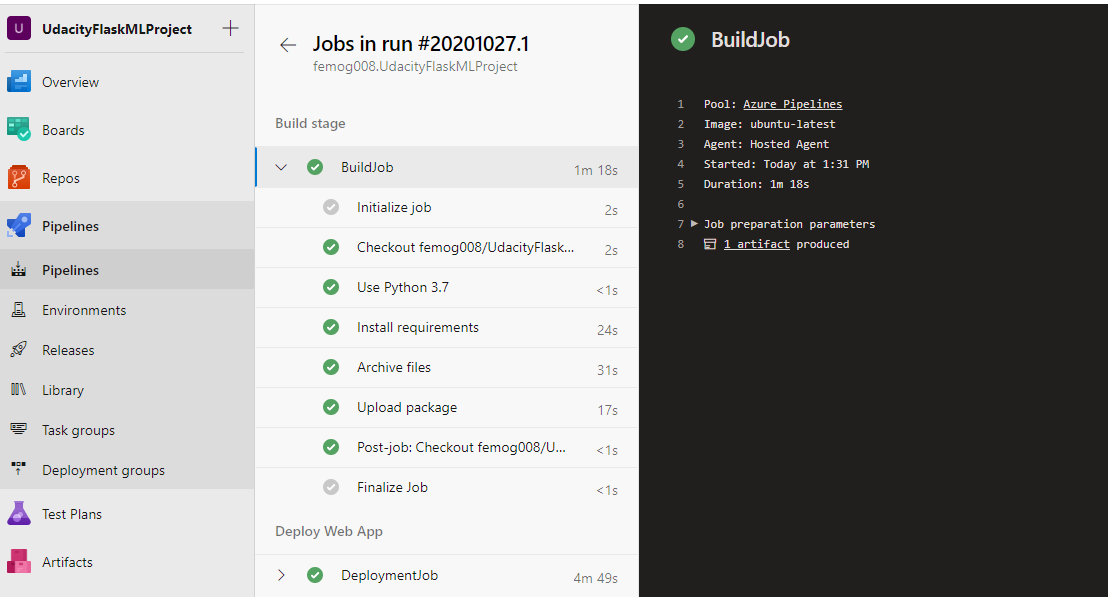 U UdacityFlaskMLProject
Overview
Boards
Repos
Pipelines
Pipelines
Environments
Releases
Library
Task groups
Deployment groups
Test Plans
Artifacts
Jobs in run #20201027.1
femog008.UdacityFlaskMLProject
Build stage
BuildJob 1m 18s
Initialize job 2s
Checkout femog008/UdacityFlask... 2s
Use Python 3.7 <1s
Install requirements 24s
Archive files 31s
Upload package 17s
Post-job: Checkout femog008/U... <1s
Finalize Job <1s
Deploy Web App
DeploymentJob 4m 49s
BuildJob
1 Pool: Azure Pipelines
2 Image: ubuntu-latest
3 Agent: Hosted Agent
4 Started: Today at 1:31 PM
5 Duration: 1m 18s
6
7 Job preparation parameters
8 1 artifact produced